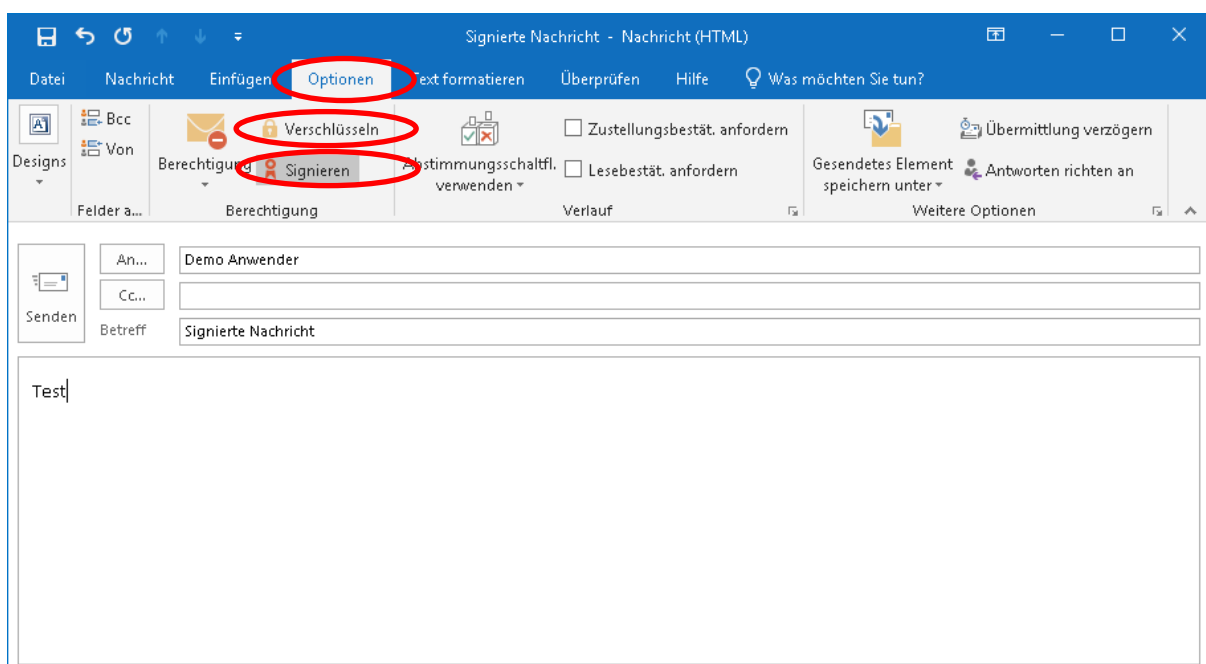 Signierte Nachricht - Nachricht (HTML)
Datei Nachricht Einfügen Optionen Text formatieren Überprüfen Hilfe Was möchten Sie tun?
Designs
Bcc
Von
Felder a...
Berechtigung
Verschlüsseln
Signieren
Berechtigung
Abstimmungsschaltfl.
verwenden
Zustellungsbestät. anfordern
Lesebestät. anfordern
Verlauf
Gesendetes Element
speichern unter
Übermittlung verzögern
Antworten richten an
Weitere Optionen
Senden
An... Demo Anwender
Cc...
Betreff Signierte Nachricht
Test